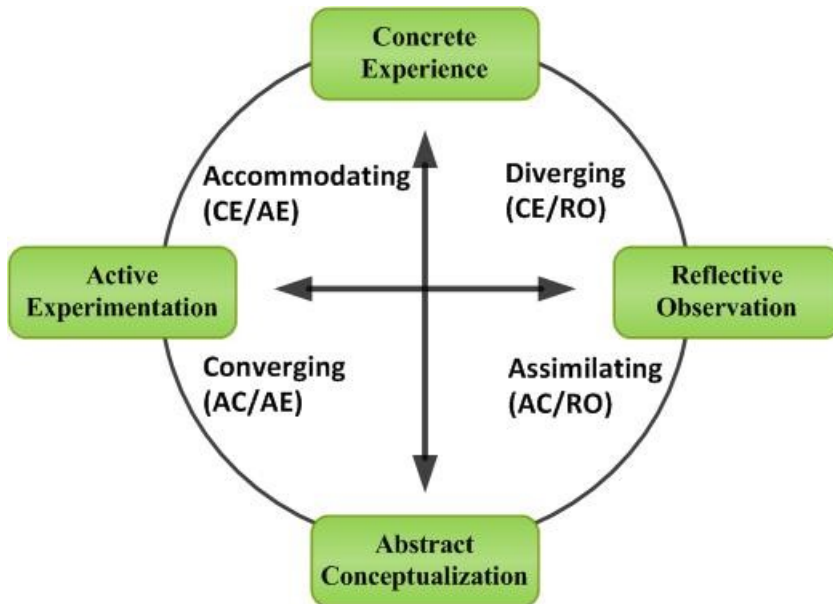 Concrete
Experience
Accommodating
(CE/AE)
Diverging
(CE/RO)
Active
Experimentation
Reflective
Observation
Converging
(AC/AE)
Assimilating
(AC/RO)
Abstract
Conceptualization